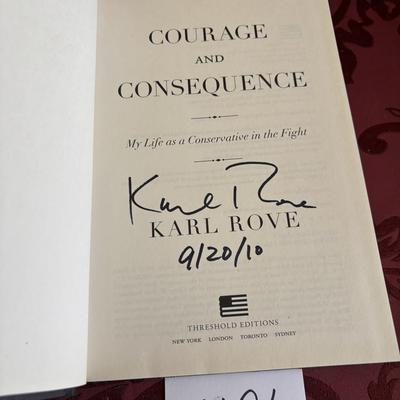 COURAGE
AND
CONSEQUENCE
My Life as a Conservative in the Fight
Karl Rove
KARL ROVE
9/20/10
THRESHOLD EDITIONS
NEW YORK LONDON TORONTO SYDNEY